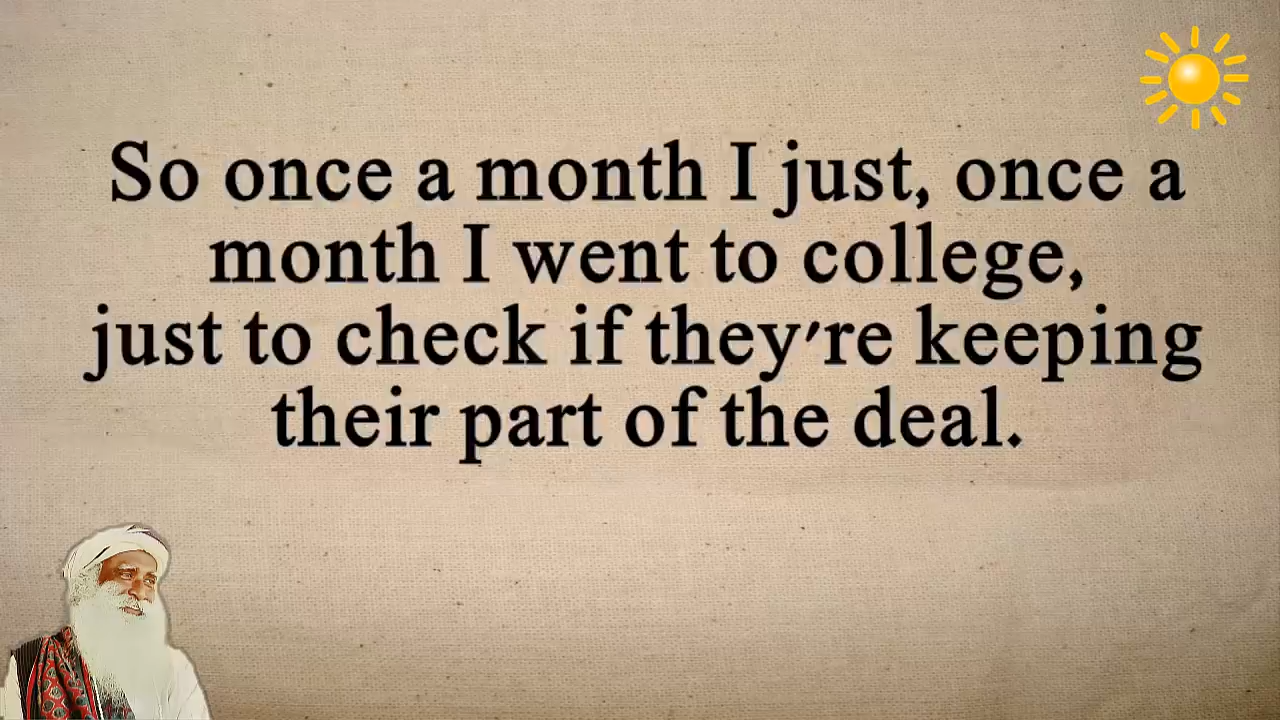 So once a month I just, once a
month I went to college,
just to check if they're keeping
their part of the deal.